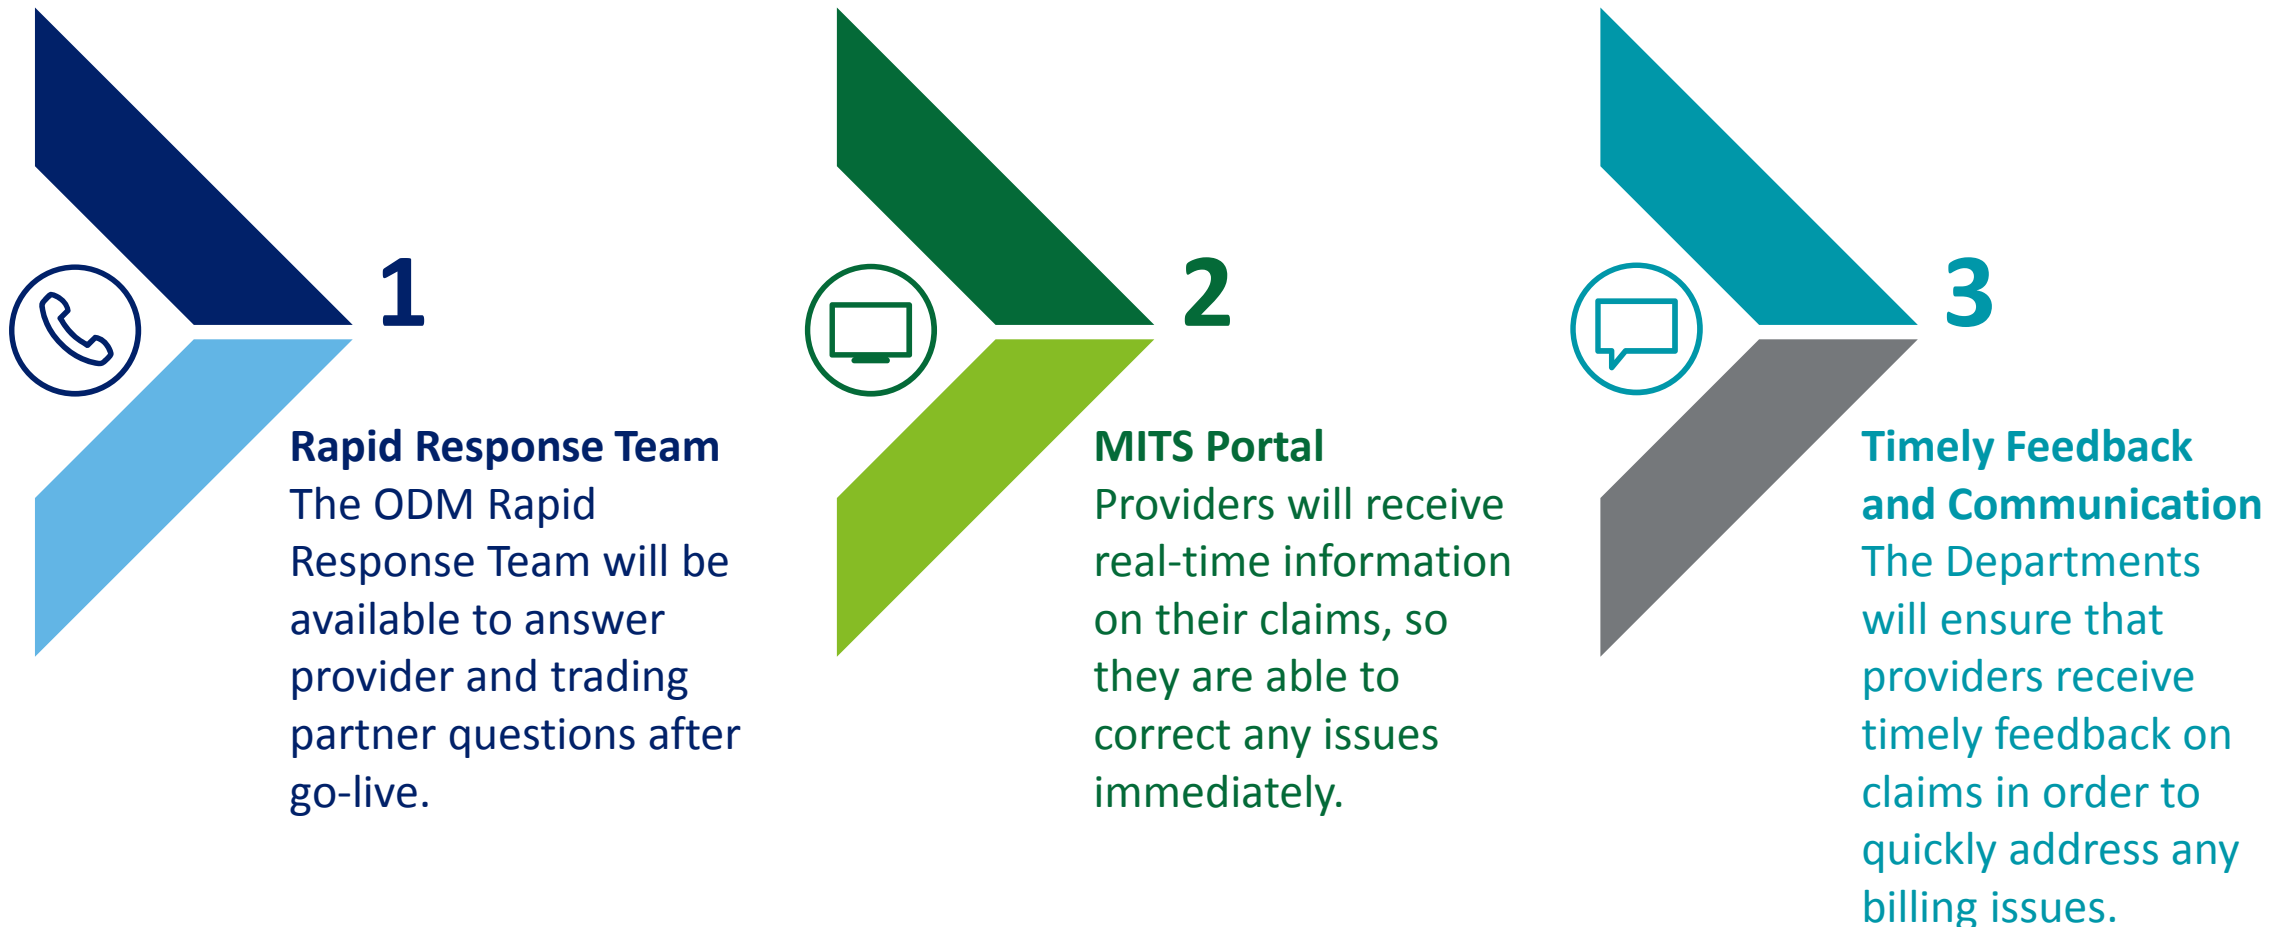 1
Rapid Response Team
The ODM Rapid
Response Team will be
available to answer
provider and trading
partner questions after
go-live.
2
MITS Portal
Providers will receive
real-time information
on their claims, so
they are able to
correct any issues
immediately.
3
Timely Feedback
and Communication
The Departments
will ensure that
providers receive
timely feedback on
claims in order to
quickly address any
billing issues.